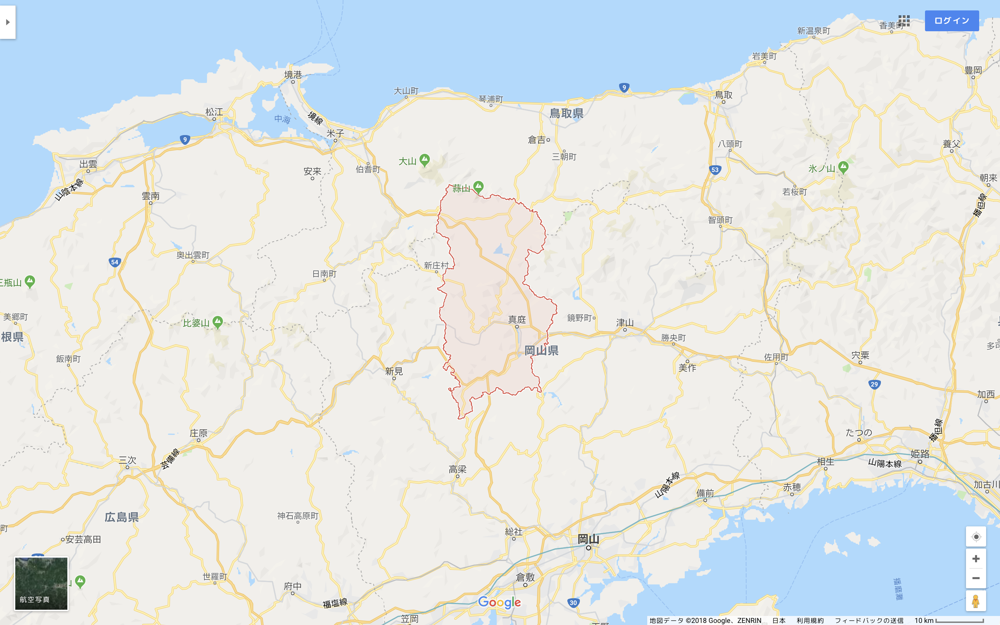 ログイン
香美町
新温泉町
岩美町
豊岡
境港
大山町
鳥取
琴浦町
松江
鳥取県
中海
境線
9
9
米子
倉吉
八頭町
養父
三朝町
大山
伯耆町
出雲
安来
53
氷ノ山
朝来
山陰本線
蒜山
若桜町
雲南
播但線
智頭町
奥出雲町
54
新庄村
日南町
三瓶山
美郷町
比婆山
真庭
鏡野町
津山
根県
勝央町
岡山県
飯南町
佐用町
宍粟
新見
美作
29
加西
庄原
たつの
播但線
三次
芸備線
姫路
相生
山陽本線
高梁
山陽本線
赤穂
加古川
備前
広島県
神石高原町
町
総社
安芸高田
岡山
世羅町
倉敷
府中
播磨灘
航空写真
福塩線
Google
30
笠岡
地図データ ©2018 Google、ZENRIN 日本 利用規約 フィードバックの送信 10 km